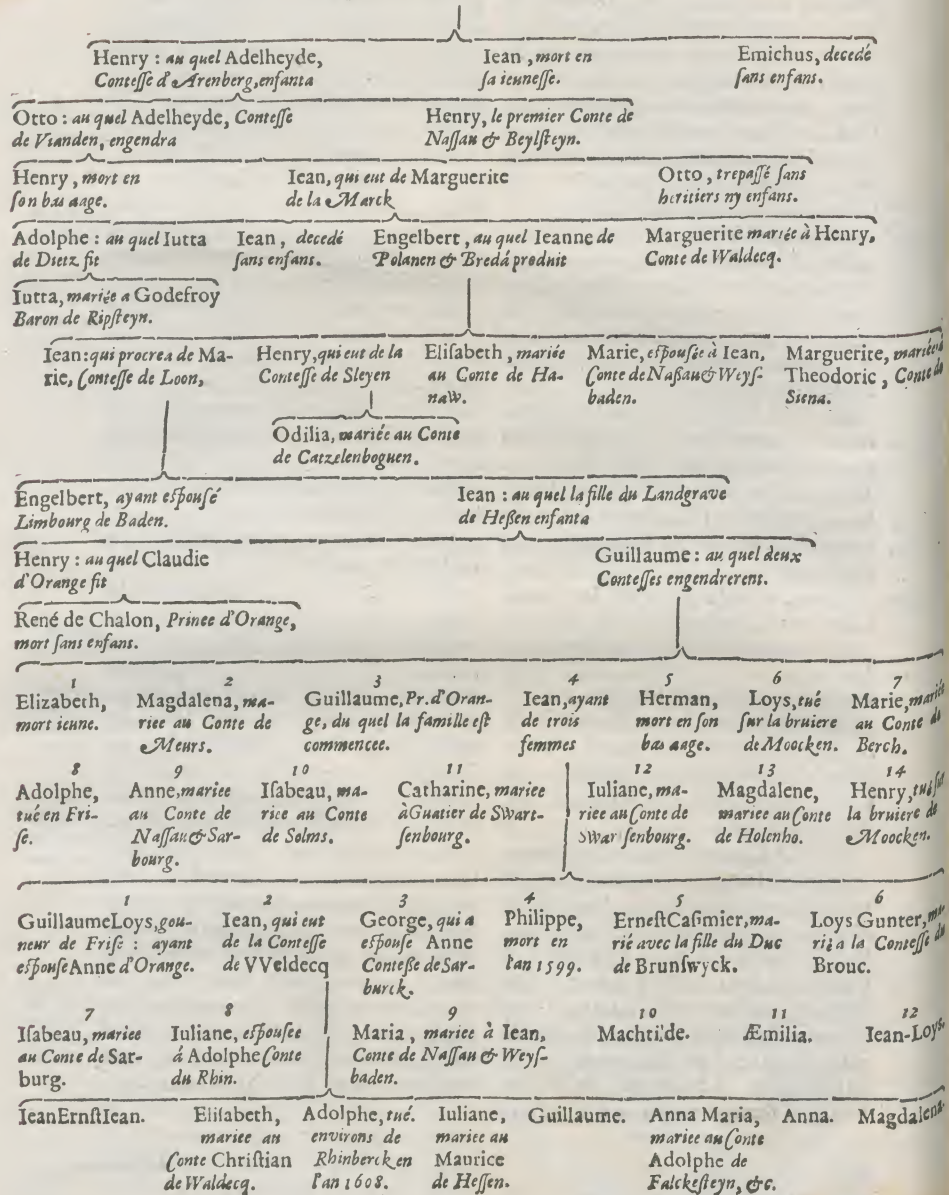 Henry : au quel Adelheyde,
Contesse d'Arenberg, enfanta
Iean , mort en
sa ieunesse.
Emichus, decedé
sans enfans.
Otto : au quel Adelheyde, Contesse
de Vianden, engendra
Henry, le premier Conte de
Nassau & Beylsteyn.
Henry , mort en
son bas aage.
Iean, qui eut de Marguerite
de la Marck
Otto , trepassé sans
heritiers ny enfans.
Adolphe : au quel Iutta
de Dietz fit
Iean , decedé
sans enfans.
Engelbert , au quel Ieanne de
Polanen & Bredá produit
Marguerite mariée à Henry,
Conte de Waldecq.
Iutta, mariée a Godefroy
Baron de Ripsteyn.
Iean: qui procrea de Ma-
rie, Contesse de Loon,
Henry, qui eut de la
Contesse de Sleyen
Elisabeth , mariée
au Conte de Ha-
naw.
Marie, espousée à Iean,
Conte de Naßau & Weys-
baden.
Marguerite, mariée à
Theodoric , Conte de
Siena.
Odilia, mariée au Conte
de Catzelenboguen.
Engelbert, ayant espousé
Limbourg de Baden.
Iean : au quel la fille du Landgrave
de Heßen enfanta
Henry : au quel Claudie
d'Orange fit
Guillaume : au quel deux
Contesses engendrerent.
René de Chalon, Prince d'Orange,
mort sans enfans.
1 2 3 4 5 6 7
Elizabeth,
mort ieune.
Magdalena, ma-
riee au Conte de
Meurs.
Guillaume, Pr. d'Oran-
ge, du quel la famille est
commencee.
Iean, ayant
de trois
femmes
Herman,
mort en son
bas aage.
Loys, tué
sur la bruiere
de Moocken.
Marie, mariée
au Conte de
Berch.
8 9 10 11 12 13 14
Adolphe,
tué en Fri-
se.
Anne, mariee
au Conte de
Nassau & Sar-
bourg.
Isabeau, ma-
riee au Conte
de Solms.
Catharine, mariee
à Guatier de Swart-
senbourg.
Iuliane, ma-
riee au Conte de
Swarsenbourg.
Magdalene,
mariee au Conte
de Holenho.
Henry, tué sur
la bruiere de
Moocken.
1 2 3 4 5 6
Guillaume Loys, gou-
neur de Frise : ayant
espouse Anne d'Orange.
Iean, qui eut
de la Contesse
de VVeldecq
George, qui a
espouse Anne
Conteße de Sar-
burck.
Philippe,
mort en
l'an 1599.
Ernest Casimier, ma-
rié avec la fille du Duc
de Brunswyck.
Loys Gunter, ma-
rié a la Contesse de
Brouc.
7 8 9 10 11 12
Isabeau, mariee
au Conte de Sar-
burg.
Iuliane, espousee
á Adolphe Conte
du Rhin.
Maria , mariee à Iean,
Conte de Nassau & Weys-
baden.
Machtilde.
Æmilia.
Iean-Loys.
IeanErnstIean.
Elisabeth,
mariee au
Conte Christian
de Waldecq.
Adolphe, tué.
environs de
Rhinberck en
l'an 1608.
Iuliane,
mariee au
Maurice
de Hessen.
Guillaume.
Anna Maria,
mariee au Conte
Adolphe de
Falckesteyn, &c.
Anna.
Magdalena.